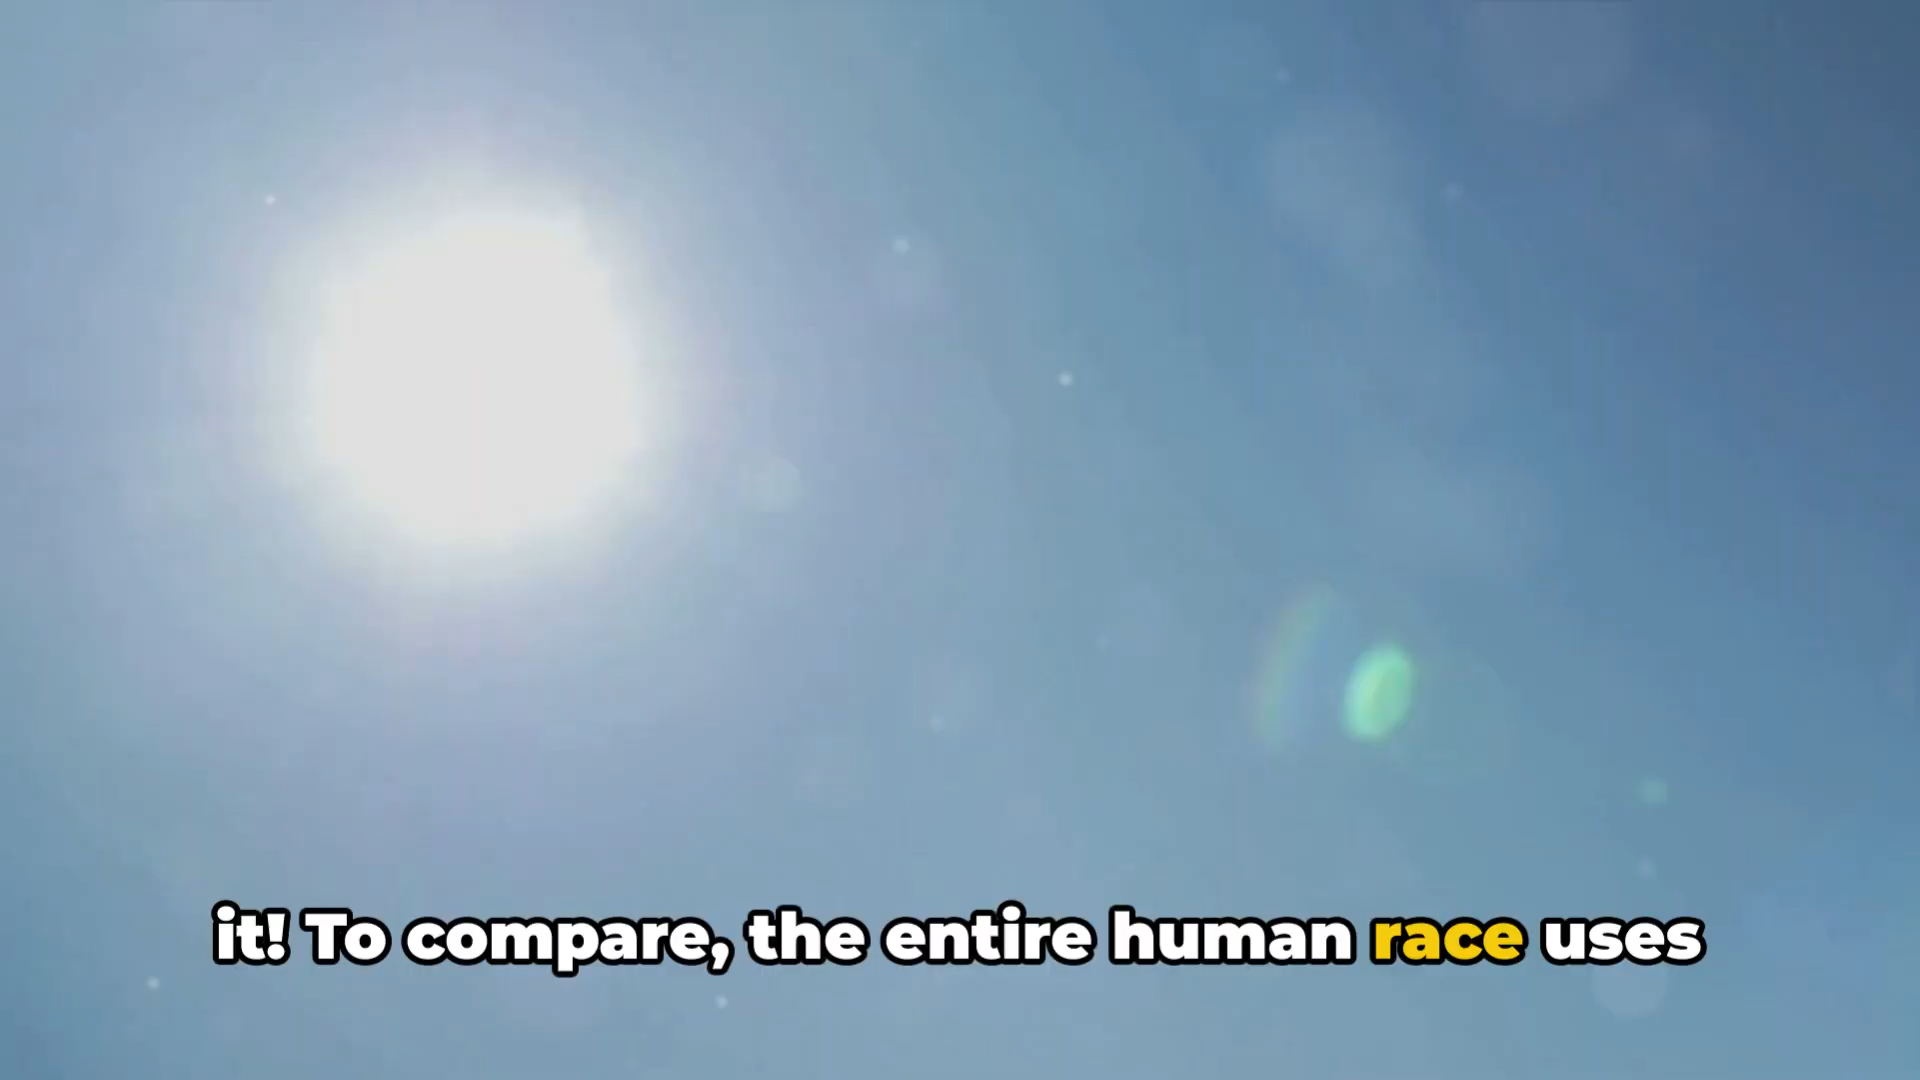 it! To compare, the entire human race uses